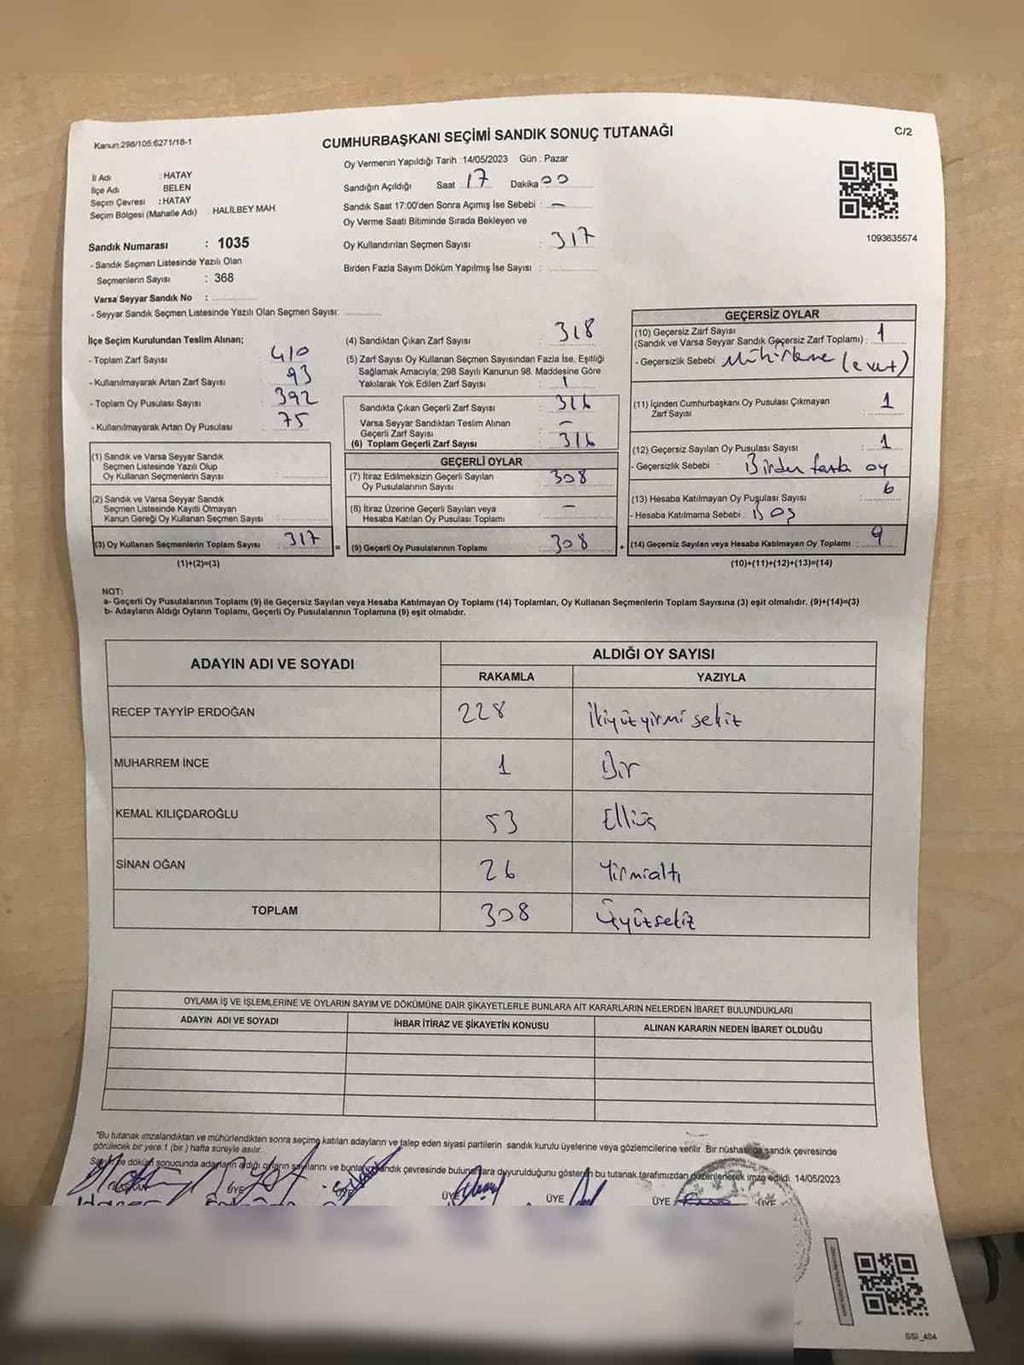 Kanun:298/105;6271/18-1
CUMHURBAŞKANI SEÇİMİ SANDIK SONUÇ TUTANAĞI
C/2
İl Adı : HATAY
İlçe Adı BELEN
Seçim Çevresi : HATAY
Seçim Bölgesi (Mahalle Adı) HALİLBEY MAH
Sandık Numarası : 1035
- Sandık Seçmen Listesinde Yazılı Olan
Seçmenlerin Sayısı : 368
Varsa Seyyar Sandık No :
- Seyyar Sandık Seçmen Listesinde Yazılı Olan Seçmen Sayısı:
Oy Vermenin Yapıldığı Tarih : 14/05/2023 Gün : Pazar
Sandığın Açıldığı Saat 17 Dakika 00
Sandık Saat 17:00'den Sonra Açımış İse Sebebi : —
Oy Verme Saati Bitiminde Sırada Bekleyen ve
Oy Kullandırılan Seçmen Sayısı : 317
Birden Fazla Sayım Döküm Yapılmış İse Sayısı :
1093635574
İlçe Seçim Kurulundan Teslim Alınan;
- Toplam Zarf Sayısı 410
- Kullanılmayarak Artan Zarf Sayısı 93
- Toplam Oy Pusulası Sayısı 392
- Kullanılmayarak Artan Oy Pusulası 75
(1) Sandık ve Varsa Seyyar Sandık
Seçmen Listesinde Yazılı Olup
Oy Kullanan Seçmenlerin Sayısı :
(2) Sandık ve Varsa Seyyar Sandık
Seçmen Listesinde Kayıtlı Olmayan
Kanun Gereği Oy Kullanan Seçmen Sayısı :
(3) Oy Kullanan Seçmenlerin Toplam Sayısı 317
(1)+(2)=(3)
(4) Sandıktan Çıkan Zarf Sayısı : 318
(5) Zarf Sayısı Oy Kullanan Seçmen Sayısından Fazla İse, Eşitliği
Sağlamak Amacıyla; 298 Sayılı Kanunun 98. Maddesine Göre
Yakılarak Yok Edilen Zarf Sayısı : 1
Sandıkta Çıkan Geçerli Zarf Sayısı : 316
Varsa Seyyar Sandıktan Teslim Alınan
Geçerli Zarf Sayısı : —
(6) Toplam Geçerli Zarf Sayısı : 316
GEÇERLİ OYLAR
(7) İtiraz Edilmeksizin Geçerli Sayılan
Oy Pusulalarının Sayısı : 308
(8) İtiraz Üzerine Geçerli Sayılan veya
Hesaba Katılan Oy Pusulası Toplamı : —
= (9) Geçerli Oy Pusulalarının Toplamı : 308 +
GEÇERSİZ OYLAR
(10) Geçersiz Zarf Sayısı
(Sandık ve Varsa Seyyar Sandık Geçersiz Zarf Toplamı) : 1
- Geçersizlik Sebebi : Mühürleme (evet)
(11) İçinden Cumhurbaşkanı Oy Pusulası Çıkmayan
Zarf Sayısı : 1
(12) Geçersiz Sayılan Oy Pusulası Sayısı : 1
- Geçersizlik Sebebi : Birden fazla oy
(13) Hesaba Katılmayan Oy Pusulası Sayısı : 6
- Hesaba Katılmama Sebebi : Boş
(14) Geçersiz Sayılan veya Hesaba Katılmayan Oy Toplamı : 9
(10)+(11)+(12)+(13)=(14)
NOT:
a- Geçerli Oy Pusulalarının Toplamı (9) ile Geçersiz Sayılan veya Hesaba Katılmayan Oy Toplamı (14) Toplamları, Oy Kullanan Seçmenlerin Toplam Sayısına (3) eşit olmalıdır. (9)+(14)=(3)
b- Adayların Aldığı Oyların Toplamı, Geçerli Oy Pusulalarının Toplamına (9) eşit olmalıdır.
ADAYIN ADI VE SOYADI ALDIĞI OY SAYISI
RAKAMLA YAZIYLA
RECEP TAYYİP ERDOĞAN 228 İkiyüzyirmi sekiz
MUHARREM İNCE 1 Bir
KEMAL KILIÇDAROĞLU 53 Elliüç
SİNAN OĞAN 26 Yirmialtı
TOPLAM 308 Üçyüzsekiz
OYLAMA İŞ VE İŞLEMLERİNE VE OYLARIN SAYIM VE DÖKÜMÜNE DAİR ŞİKAYETLERLE BUNLARA AİT KARARLARIN NELERDEN İBARET BULUNDUKLARI
ADAYIN ADI VE SOYADI İHBAR İTİRAZ VE ŞİKAYETİN KONUSU ALINAN KARARIN NEDEN İBARET OLDUĞU
"Bu tutanak imzalandıktan ve mühürlendikten sonra seçime katılan adayların ve talep eden siyasi partilerin sandık kurulu üyelerine veya gözlemcilerine verilir. Bir nüshası da sandık çevresinde
görülecek bir yere 1 (bir) hafta süreyle asılır.
döküm sonucunda adayların aldığı oyların sayılarını ve bunların sandık çevresinde bulunanlara duyurulduğunu gösteren bu tutanak tarafımızdan düzenlenerek imza edildi. 14/05/2023
ÜYE ÜYE ÜYE ÜYE ÜYE ÜYE
SSI_404